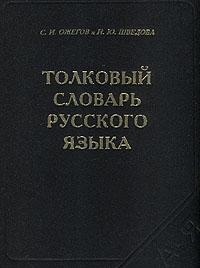 С. И. ОЖЕГОВ и Н. Ю. ШВЕДОВА
ТОЛКОВЫЙ
СЛОВАРЬ
РУССКОГО
ЯЗЫКА
А-Я